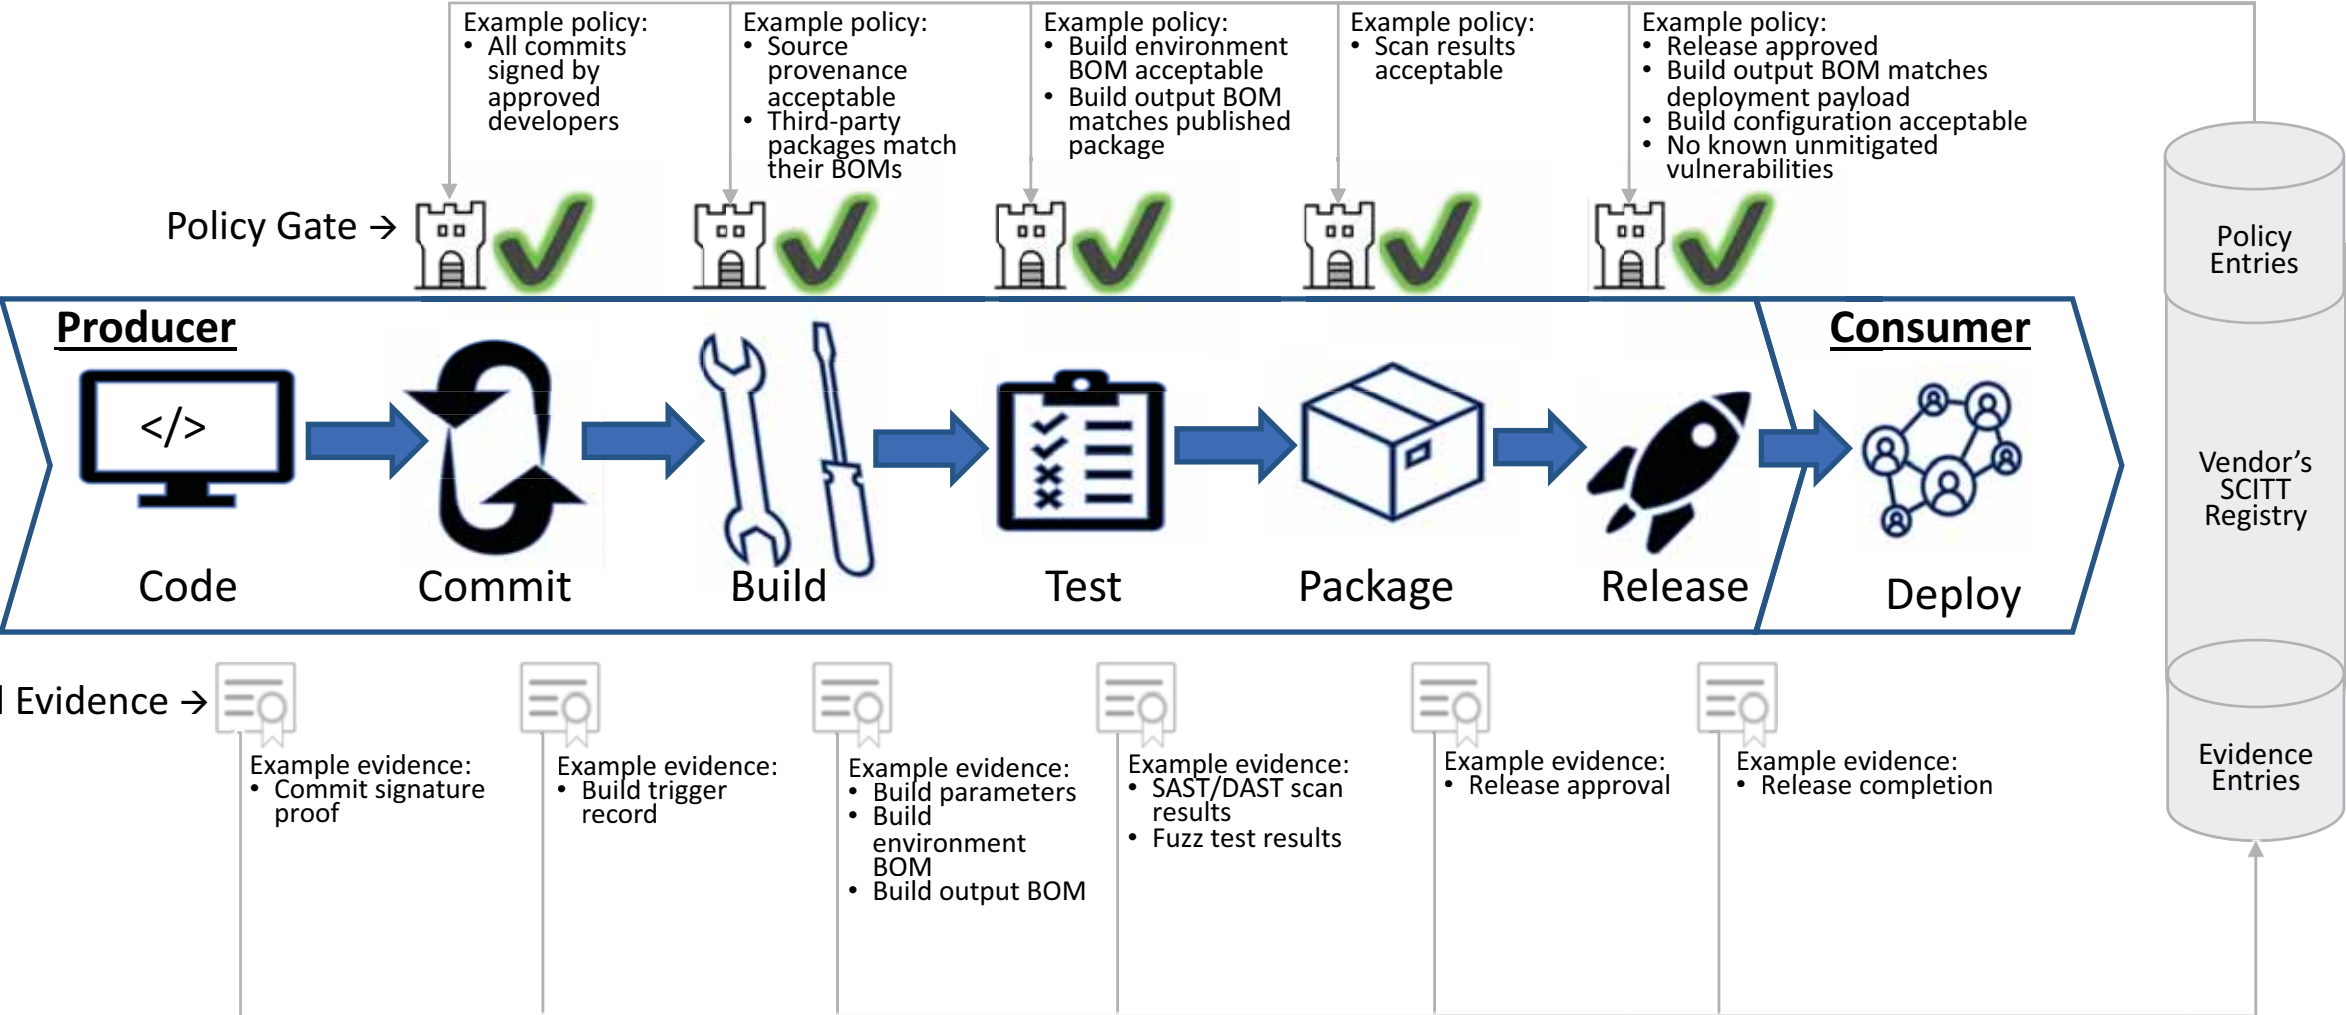 Example policy:
• All commits
signed by
approved
developers
Example policy:
• Source
provenance
acceptable
• Third-party
packages match
their BOMs
Example policy:
• Build environment
BOM acceptable
• Build output BOM
matches published
package
Example policy:
• Scan results
acceptable
Example policy:
• Release approved
• Build output BOM matches
deployment payload
• Build configuration acceptable
• No known unmitigated
vulnerabilities
Policy Gate →
Policy
Entries
Producer
Consumer
</>
Vendor’s
SCITT
Registry
Code
Commit
Build
Test
Package
Release
Deploy
Evidence →
Example evidence:
• Commit signature
proof
Example evidence:
• Build trigger
record
Example evidence:
• Build parameters
• Build
environment
BOM
• Build output BOM
Example evidence:
• SAST/DAST scan
results
• Fuzz test results
Example evidence:
• Release approval
Example evidence:
• Release completion
Evidence
Entries